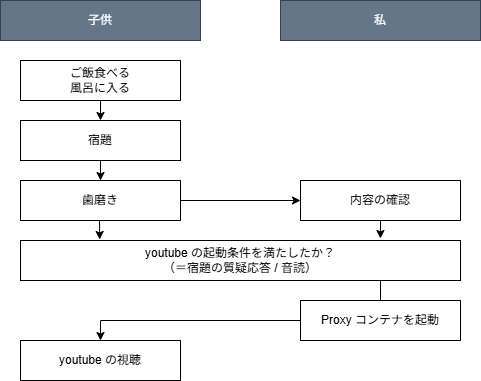 子供
私
ご飯食べる
風呂に入る
宿題
歯磨き
内容の確認
youtube の起動条件を満たしたか？
（＝宿題の質疑応答 / 音読）
Proxy コンテナを起動
youtube の視聴